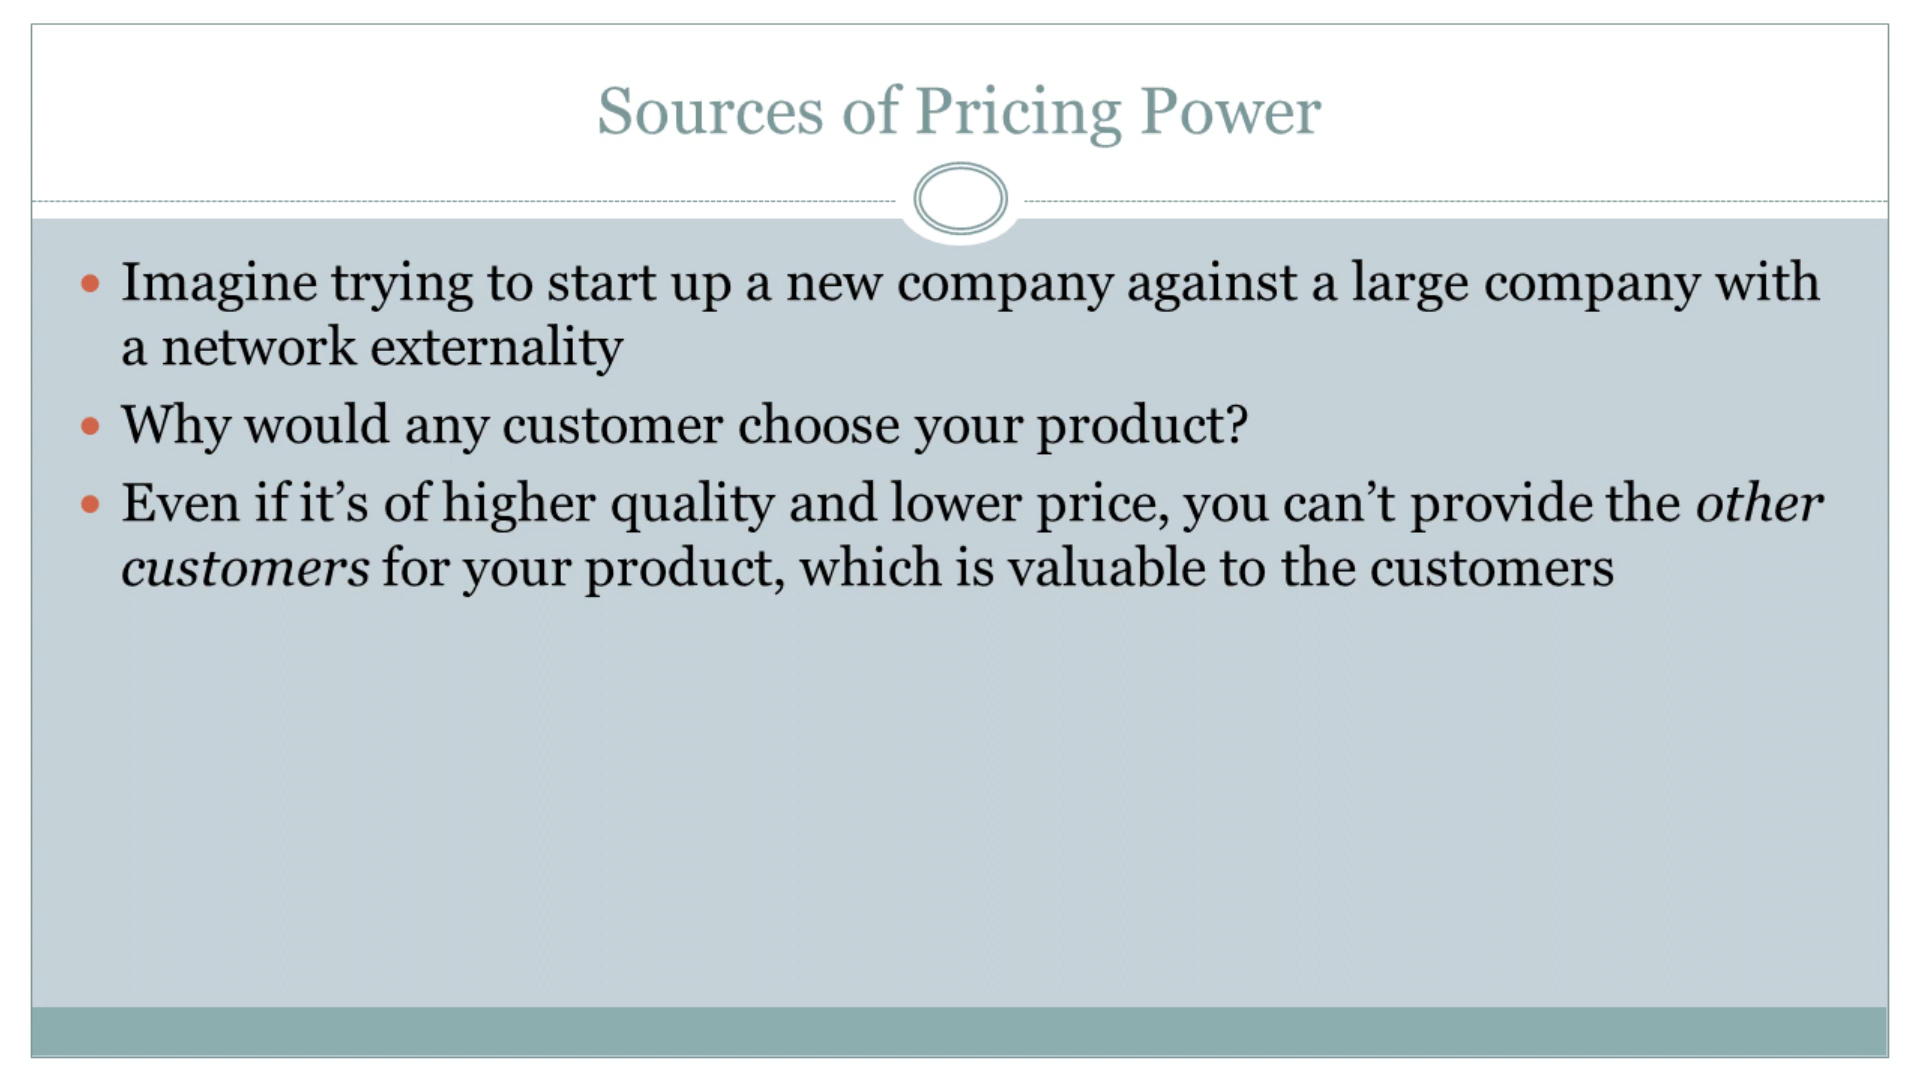 Sources of Pricing Power
• Imagine trying to start up a new company against a large company with
a network externality
• Why would any customer choose your product?
• Even if it’s of higher quality and lower price, you can’t provide the other
customers for your product, which is valuable to the customers